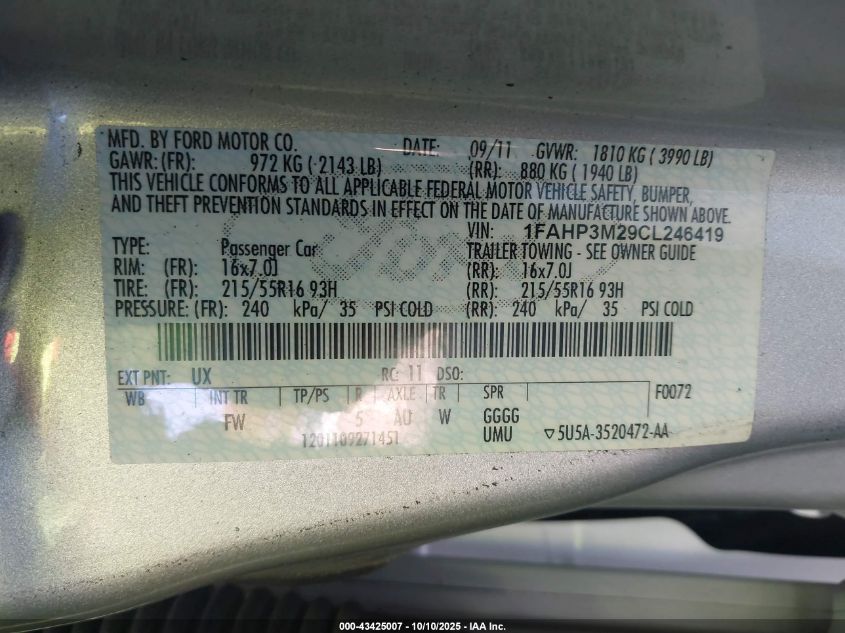 MFD. BY FORD MOTOR CO. DATE: 09/11 GVWR: 1810 KG ( 3990 LB)
GAWR: (FR): 972 KG ( 2143 LB) (RR): 880 KG ( 1940 LB)
THIS VEHICLE CONFORMS TO ALL APPLICABLE FEDERAL MOTOR VEHICLE SAFETY, BUMPER,
AND THEFT PREVENTION STANDARDS IN EFFECT ON THE DATE OF MANUFACTURE SHOWN ABOVE.
VIN: 1FAHP3M29CL246419
TYPE: Passenger Car TRAILER TOWING - SEE OWNER GUIDE
RIM: (FR): 16x7.0J (RR): 16x7.0J
TIRE: (FR): 215/55R16 93H (RR): 215/55R16 93H
PRESSURE: (FR): 240 kPa/ 35 PSI COLD (RR): 240 kPa/ 35 PSI COLD
EXT PNT: UX RC: 11 DSO:
WB INT TR TP/PS R AXLE TR SPR F0072
FW 5 AO W GGGG
1201109271451 UMU ▽5U5A-3520472-AA
Ford
000-43425007 - 10/10/2025 - IAA Inc.